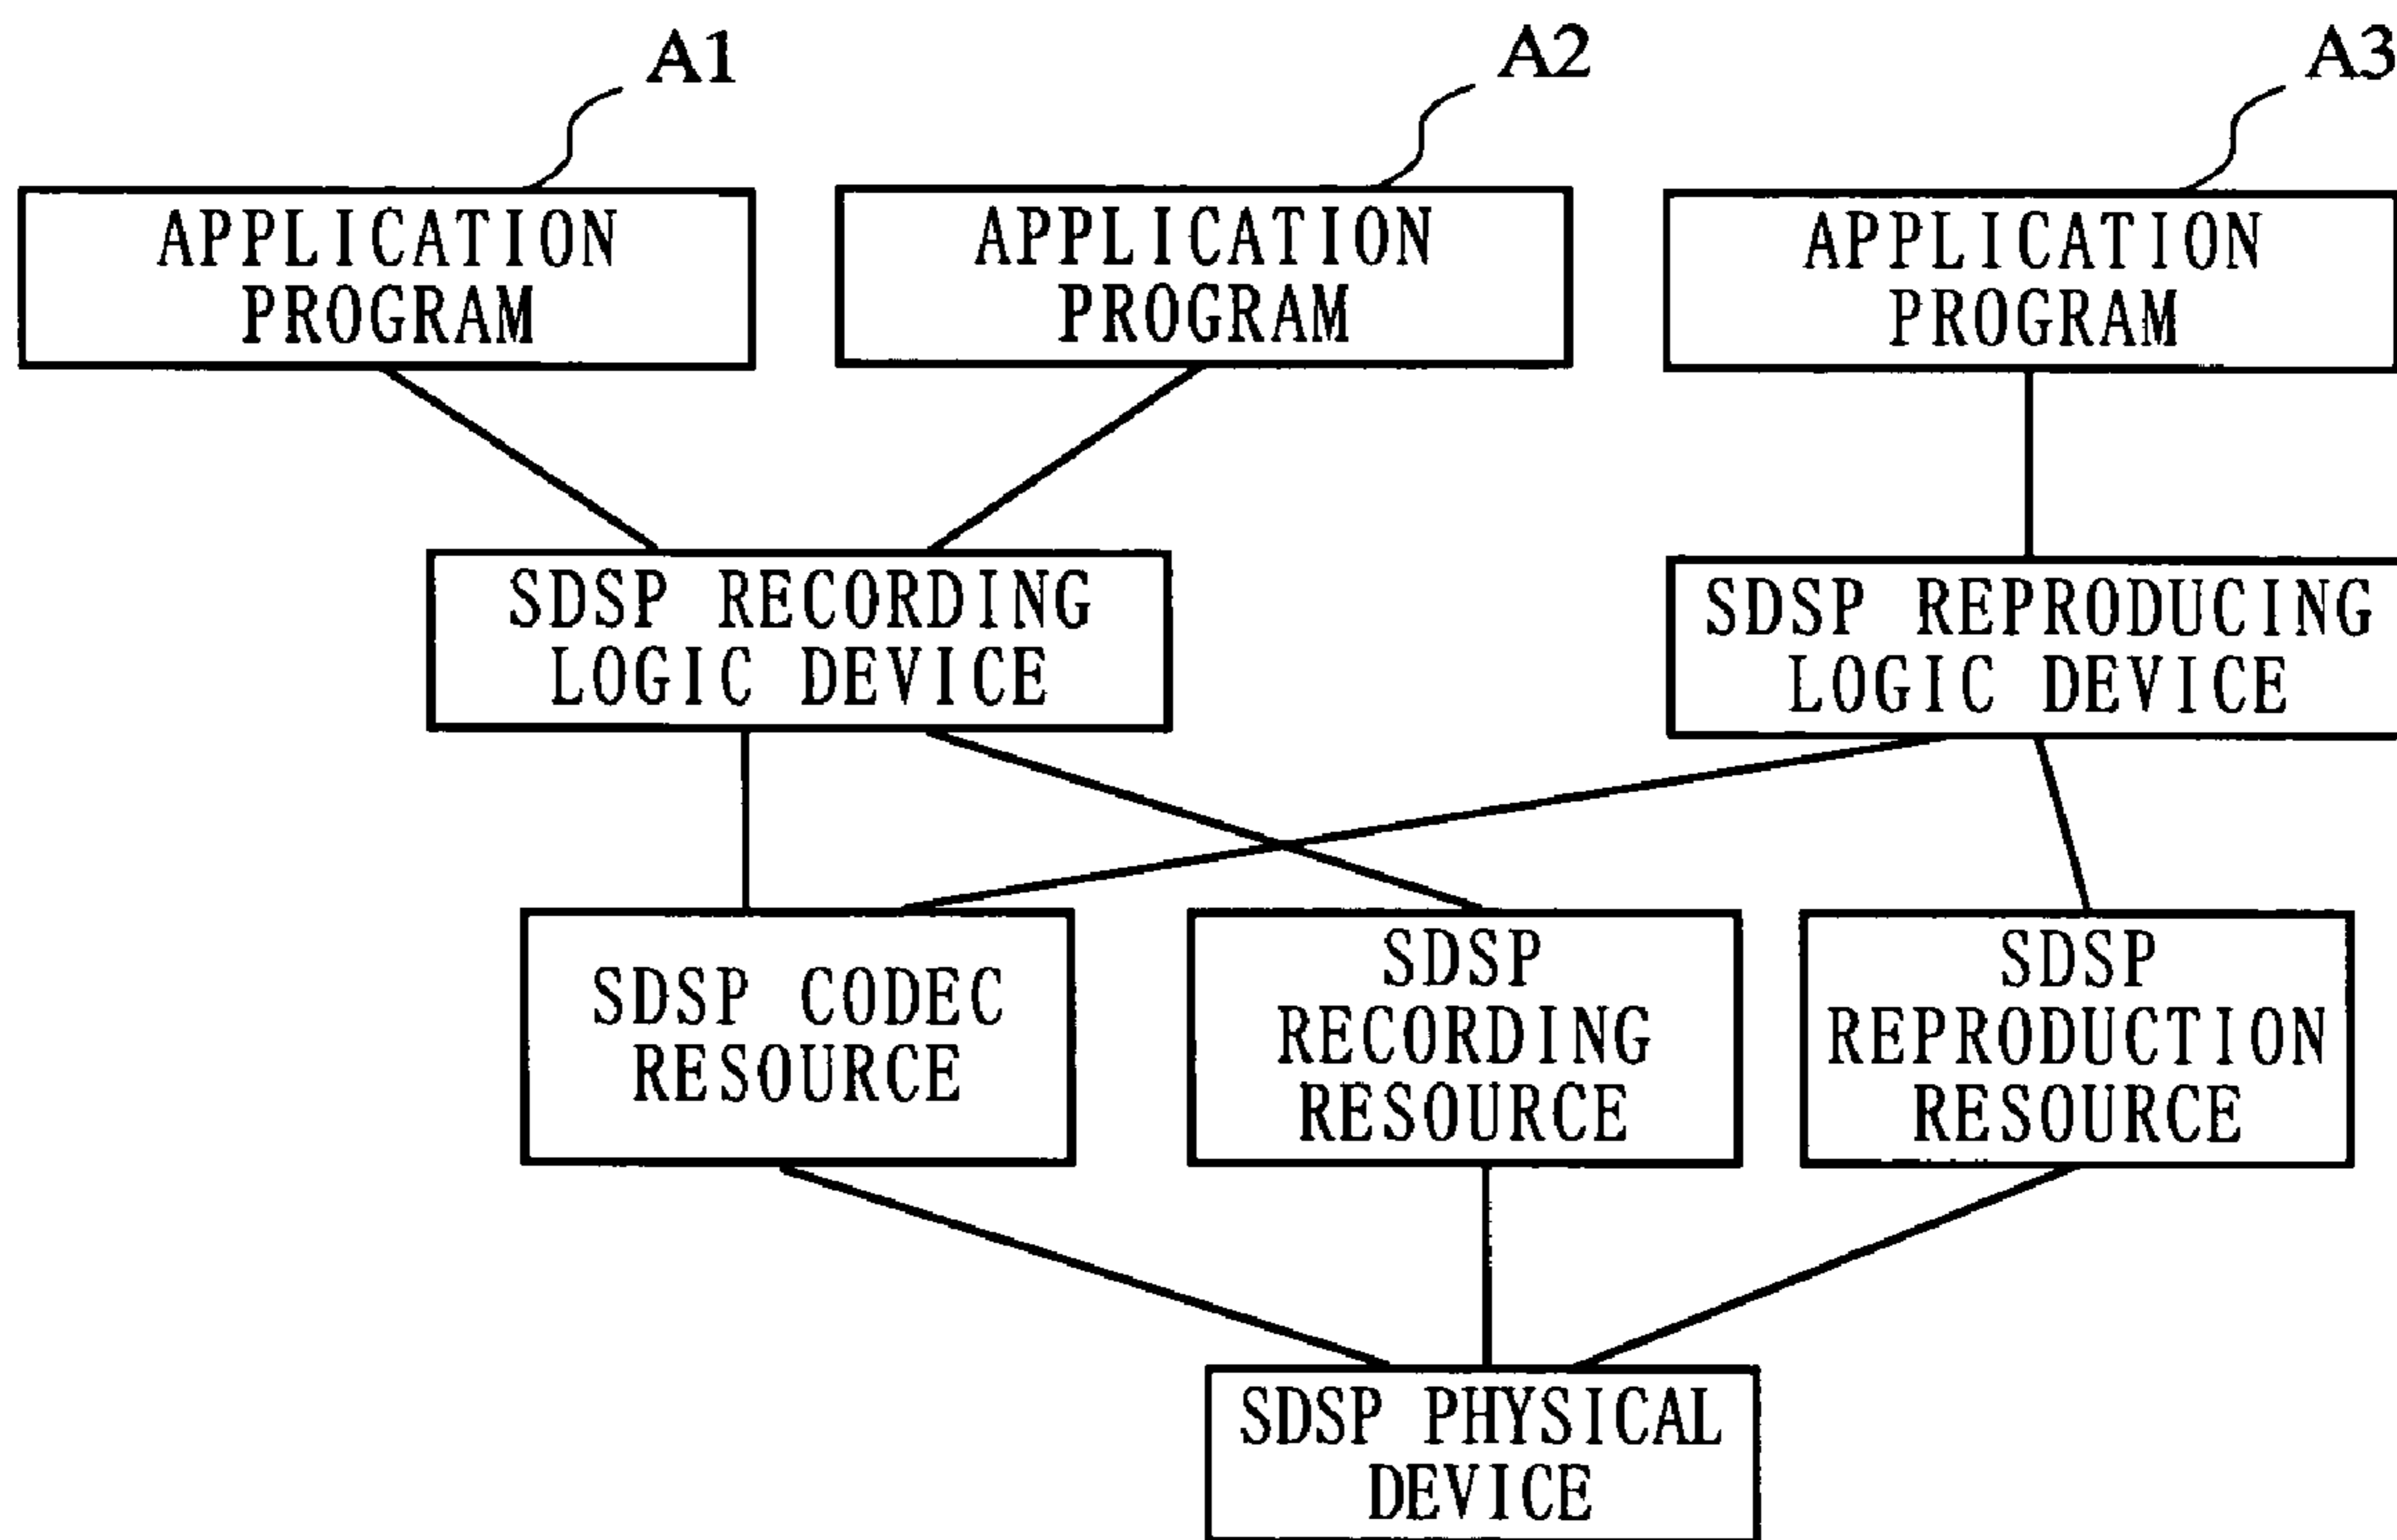 A1
A2
A3
APPLICATION
PROGRAM
APPLICATION
PROGRAM
APPLICATION
PROGRAM
SDSP RECORDING
LOGIC DEVICE
SDSP REPRODUCING
LOGIC DEVICE
SDSP CODEC
RESOURCE
SDSP
RECORDING
RESOURCE
SDSP
REPRODUCTION
RESOURCE
SDSP PHYSICAL
DEVICE